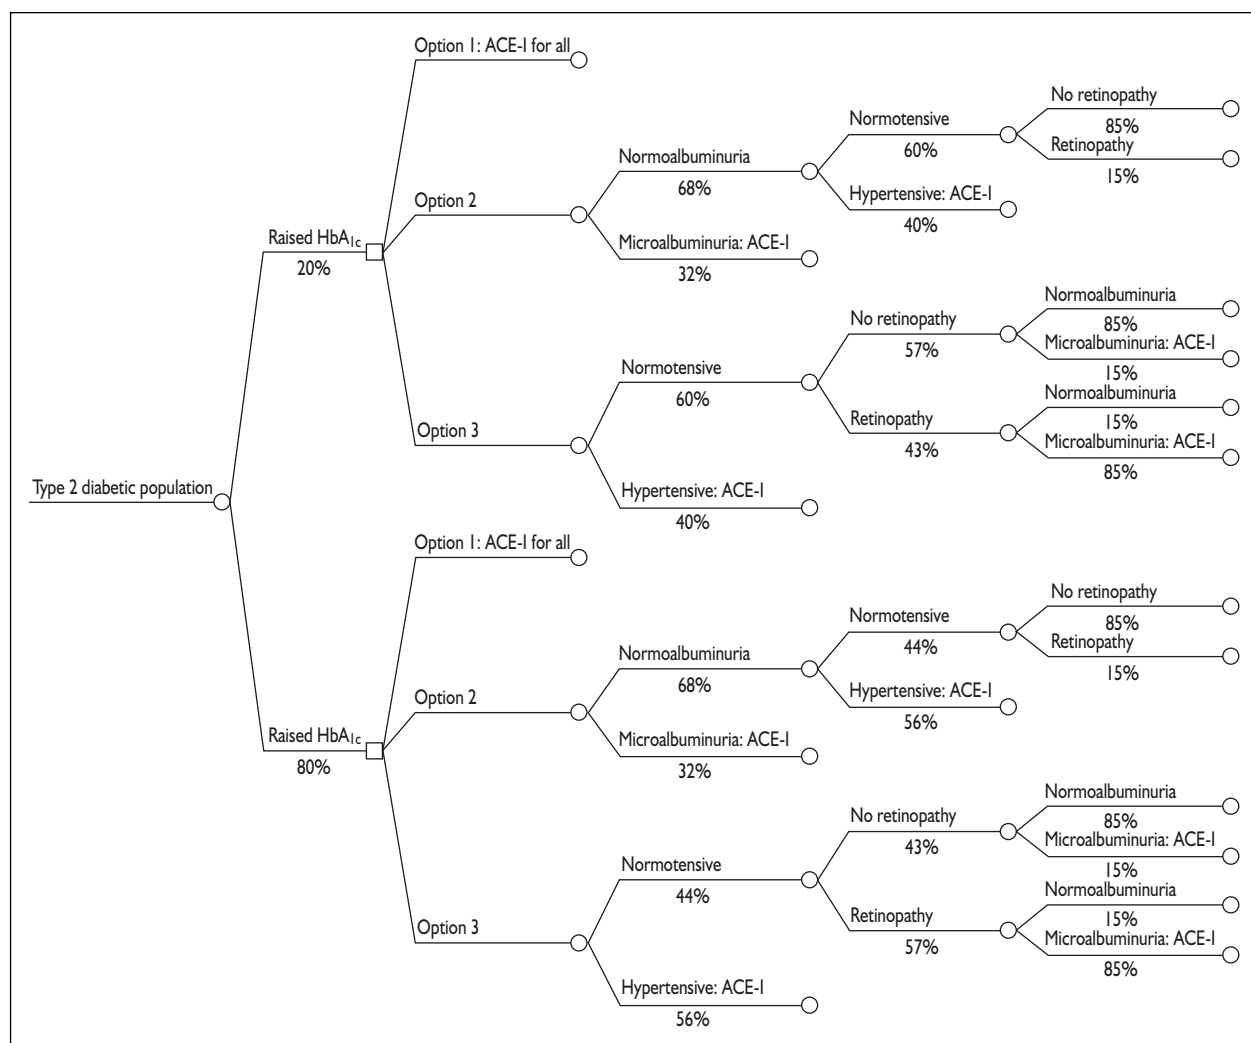 Option 1: ACE-I for all
No retinopathy
85%
Retinopathy
15%
Normotensive
60%
Normoalbuminuria
68%
Hypertensive: ACE-I
40%
Option 2
Microalbuminuria: ACE-I
32%
Raised HbA1c
20%
Normoalbuminuria
85%
Microalbuminuria: ACE-I
15%
No retinopathy
57%
Normotensive
60%
Normoalbuminuria
15%
Microalbuminuria: ACE-I
85%
Retinopathy
43%
Option 3
Hypertensive: ACE-I
40%
Type 2 diabetic population
Option 1: ACE-I for all
No retinopathy
85%
Retinopathy
15%
Normotensive
44%
Normoalbuminuria
68%
Hypertensive: ACE-I
56%
Option 2
Microalbuminuria: ACE-I
32%
Raised HbA1c
80%
Normoalbuminuria
85%
Microalbuminuria: ACE-I
15%
No retinopathy
43%
Normotensive
44%
Normoalbuminuria
15%
Microalbuminuria: ACE-I
85%
Retinopathy
57%
Option 3
Hypertensive: ACE-I
56%